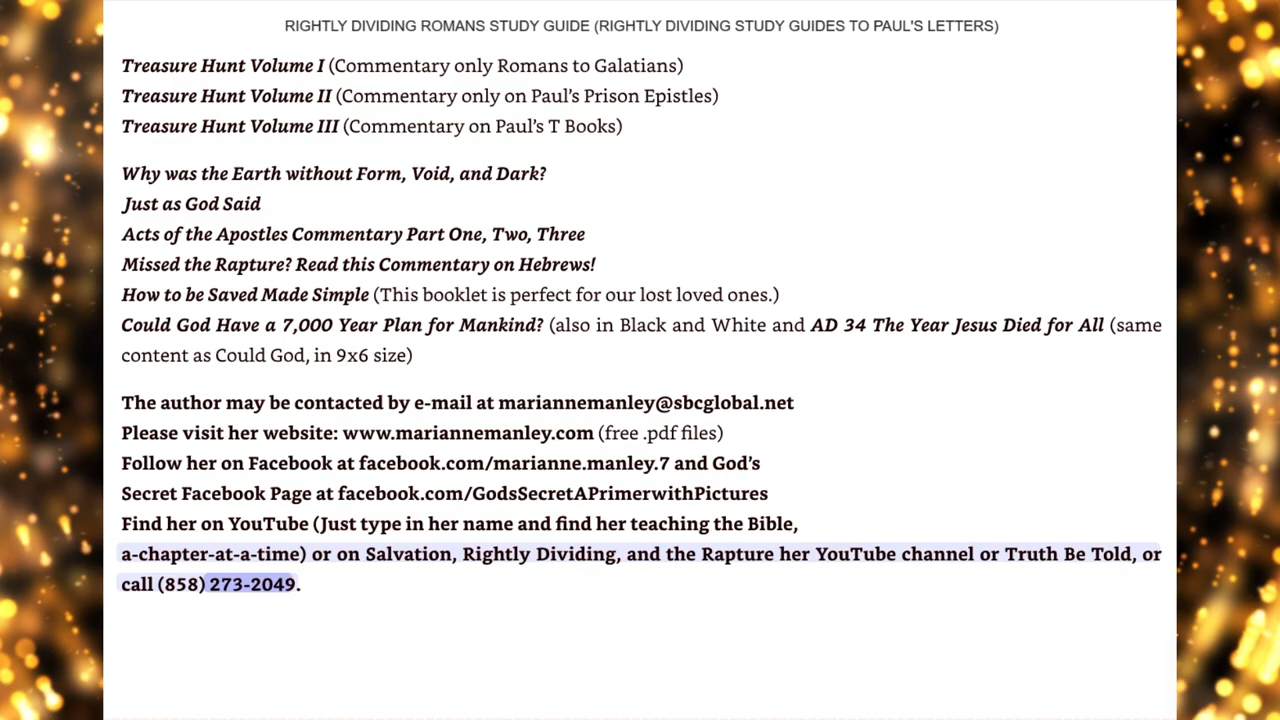 RIGHTLY DIVIDING ROMANS STUDY GUIDE (RIGHTLY DIVIDING STUDY GUIDES TO PAUL'S LETTERS)
Treasure Hunt Volume I (Commentary only Romans to Galatians)
Treasure Hunt Volume II (Commentary only on Paul’s Prison Epistles)
Treasure Hunt Volume III (Commentary on Paul’s T Books)
Why was the Earth without Form, Void, and Dark?
Just as God Said
Acts of the Apostles Commentary Part One, Two, Three
Missed the Rapture? Read this Commentary on Hebrews!
How to be Saved Made Simple (This booklet is perfect for our lost loved ones.)
Could God Have a 7,000 Year Plan for Mankind? (also in Black and White and AD 34 The Year Jesus Died for All (same
content as Could God, in 9x6 size)
The author may be contacted by e-mail at mariannemanley@sbcglobal.net
Please visit her website: www.mariannemanley.com (free .pdf files)
Follow her on Facebook at facebook.com/marianne.manley.7 and God’s
Secret Facebook Page at facebook.com/GodsSecretAPrimerwithPictures
Find her on YouTube (Just type in her name and find her teaching the Bible,
a-chapter-at-a-time) or on Salvation, Rightly Dividing, and the Rapture her YouTube channel or Truth Be Told, or
call (858) 273-2049.